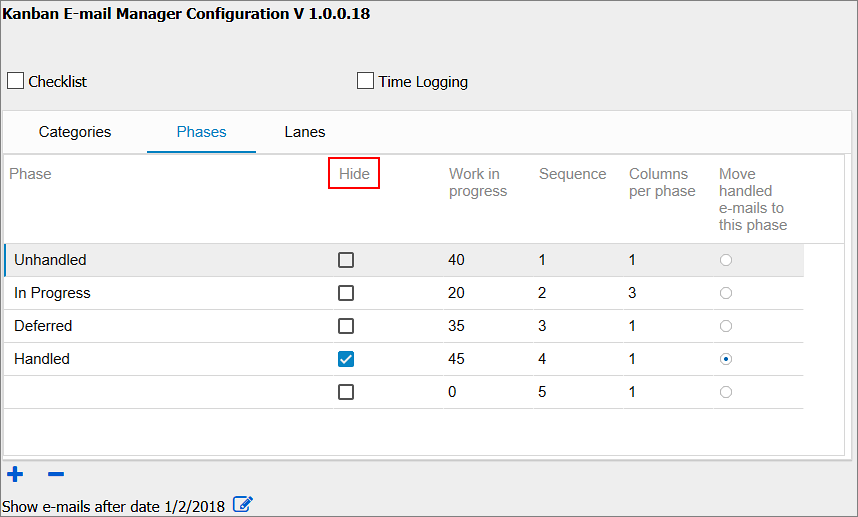 Kanban E-mail Manager Configuration V 1.0.0.18
Checklist Time Logging
Categories Phases Lanes
Phase Hide Work in progress Sequence Columns per phase Move handled e-mails to this phase
Unhandled 40 1 1
In Progress 20 2 3
Deferred 35 3 1
Handled 45 4 1
0 5 1
Show e-mails after date 1/2/2018